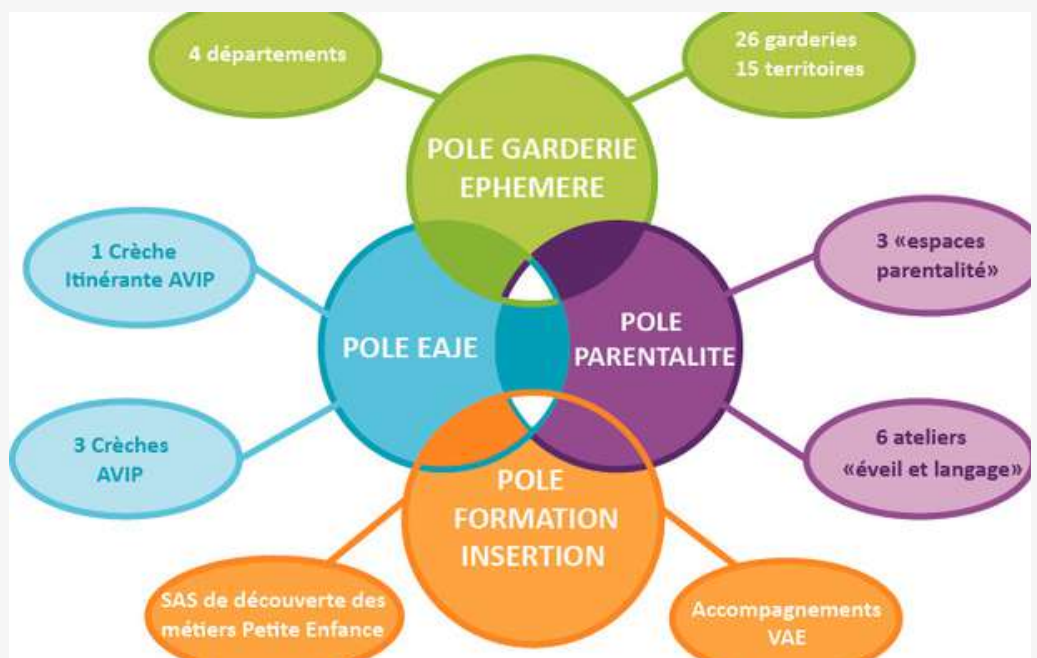 4 départements
26 garderies
15 territoires
POLE GARDERIE
EPHEMERE
1 Crèche
Itinérante AVIP
3 «espaces
parentalité»
POLE EAJE
POLE
PARENTALITE
3 Crèches
AVIP
6 ateliers
«éveil et langage»
POLE
FORMATION
INSERTION
SAS de découverte des
métiers Petite Enfance
Accompagnements
VAE